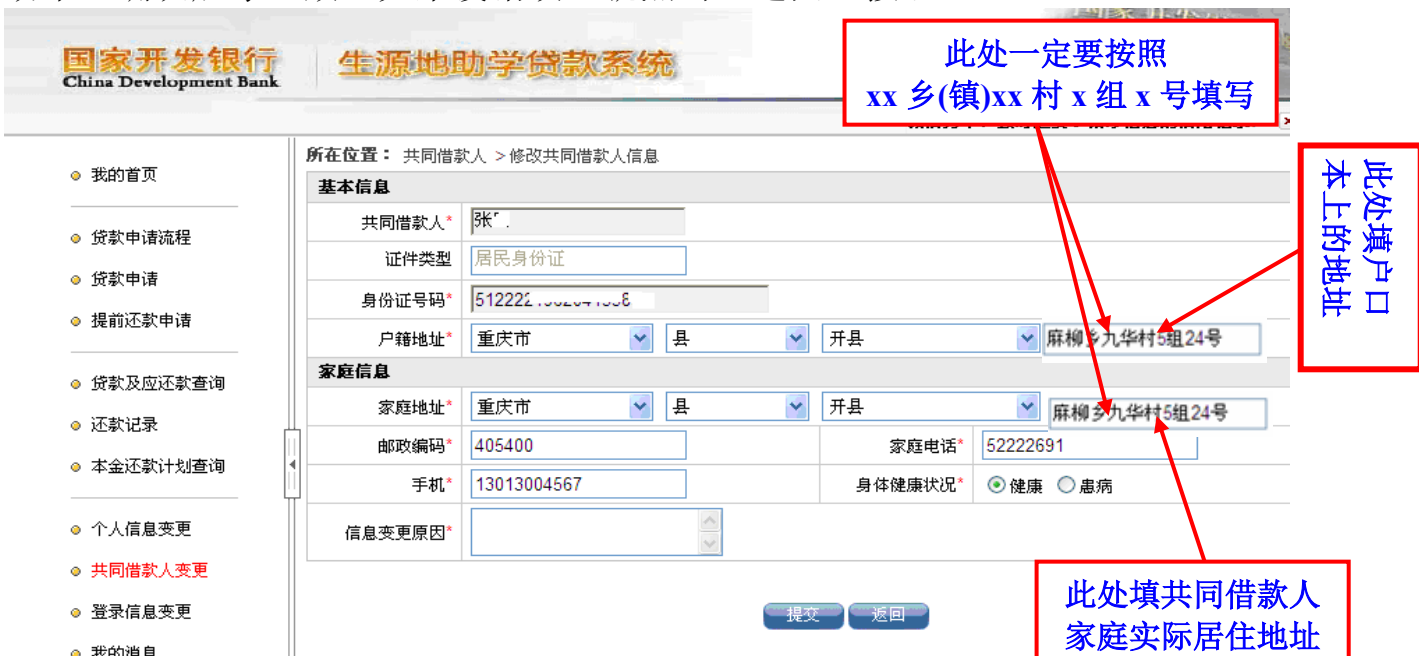 国家开发银行
China Development Bank
生源地助学贷款系统
此处一定要按照
xx 乡(镇)xx 村 x 组 x 号填写
所在位置： 共同借款人 >修改共同借款人信息
基本信息
共同借款人* 张
证件类型 居民身份证
身份证号码*
户籍地址* 重庆市 县 开县 麻柳乡九华村5组24号
此处填户口
本上的地址
家庭信息
家庭地址* 重庆市 县 开县 麻柳乡九华村5组24号
邮政编码* 405400 家庭电话* 52222691
手机* 13013004567 身体健康状况* 健康 患病
信息变更原因*
提交 返回
此处填共同借款人
家庭实际居住地址
我的首页
贷款申请流程
贷款申请
提前还款申请
贷款及应还款查询
还款记录
本金还款计划查询
个人信息变更
共同借款人变更
登录信息变更
我的消息